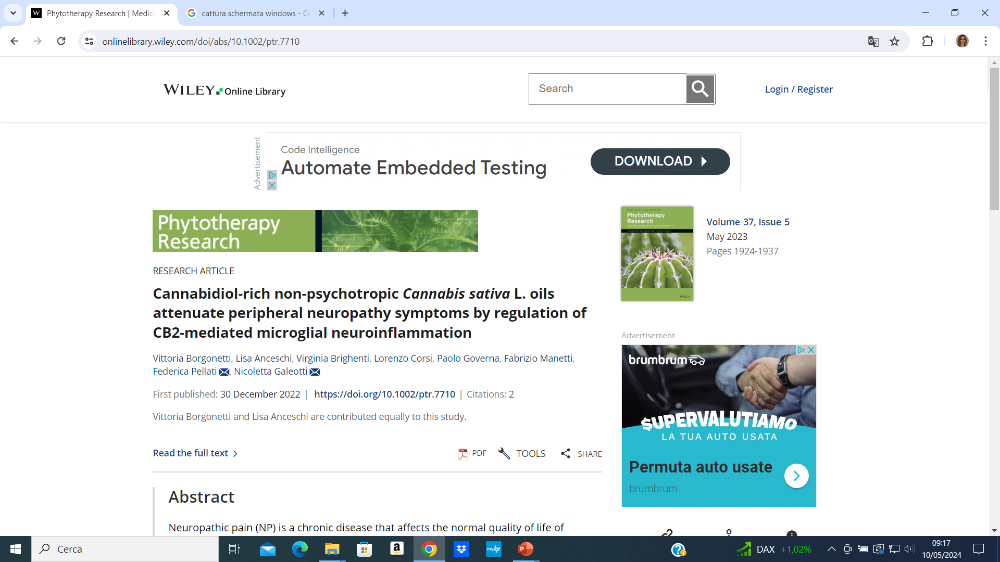 Phytotherapy Research | Medici
cattura schermata windows - Ce
onlinelibrary.wiley.com/doi/abs/10.1002/ptr.7710
WILEY Online Library
Search
Login / Register
Advertisement
Code Intelligence
Automate Embedded Testing
DOWNLOAD
Phytotherapy
Research
Phytotherapy
Research
WILEY
Volume 37, Issue 5
May 2023
Pages 1924-1937
RESEARCH ARTICLE
Cannabidiol-rich non-psychotropic Cannabis sativa L. oils
attenuate peripheral neuropathy symptoms by regulation of
CB2-mediated microglial neuroinflammation
Vittoria Borgonetti, Lisa Anceschi, Virginia Brighenti, Lorenzo Corsi, Paolo Governa, Fabrizio Manetti,
Federica Pellati, Nicoletta Galeotti
First published: 30 December 2022 | https://doi.org/10.1002/ptr.7710 | Citations: 2
Vittoria Borgonetti and Lisa Anceschi are contributed equally to this study.
Read the full text
PDF
TOOLS
SHARE
Abstract
Neuropathic pain (NP) is a chronic disease that affects the normal quality of life of
Advertisement
brumbrum
$UPERVALUTIAMO
LA TUA AUTO USATA
Permuta auto usate
brumbrum
Cerca
a
myhp
DAX +1,02%
09:17
10/05/2024